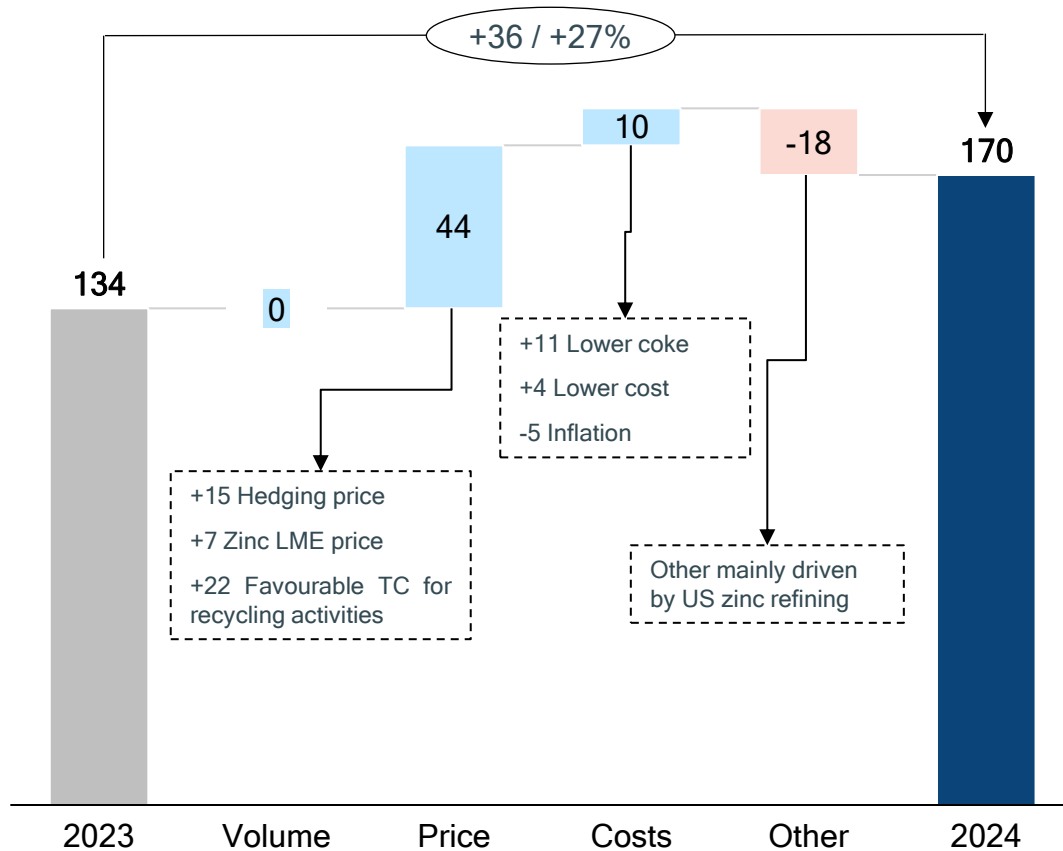 +36 / +27%
134
0
44
10
-18
170
+11 Lower coke
+4 Lower cost
-5 Inflation
+15 Hedging price
+7 Zinc LME price
+22 Favourable TC for
recycling activities
Other mainly driven
by US zinc refining
2023 Volume Price Costs Other 2024